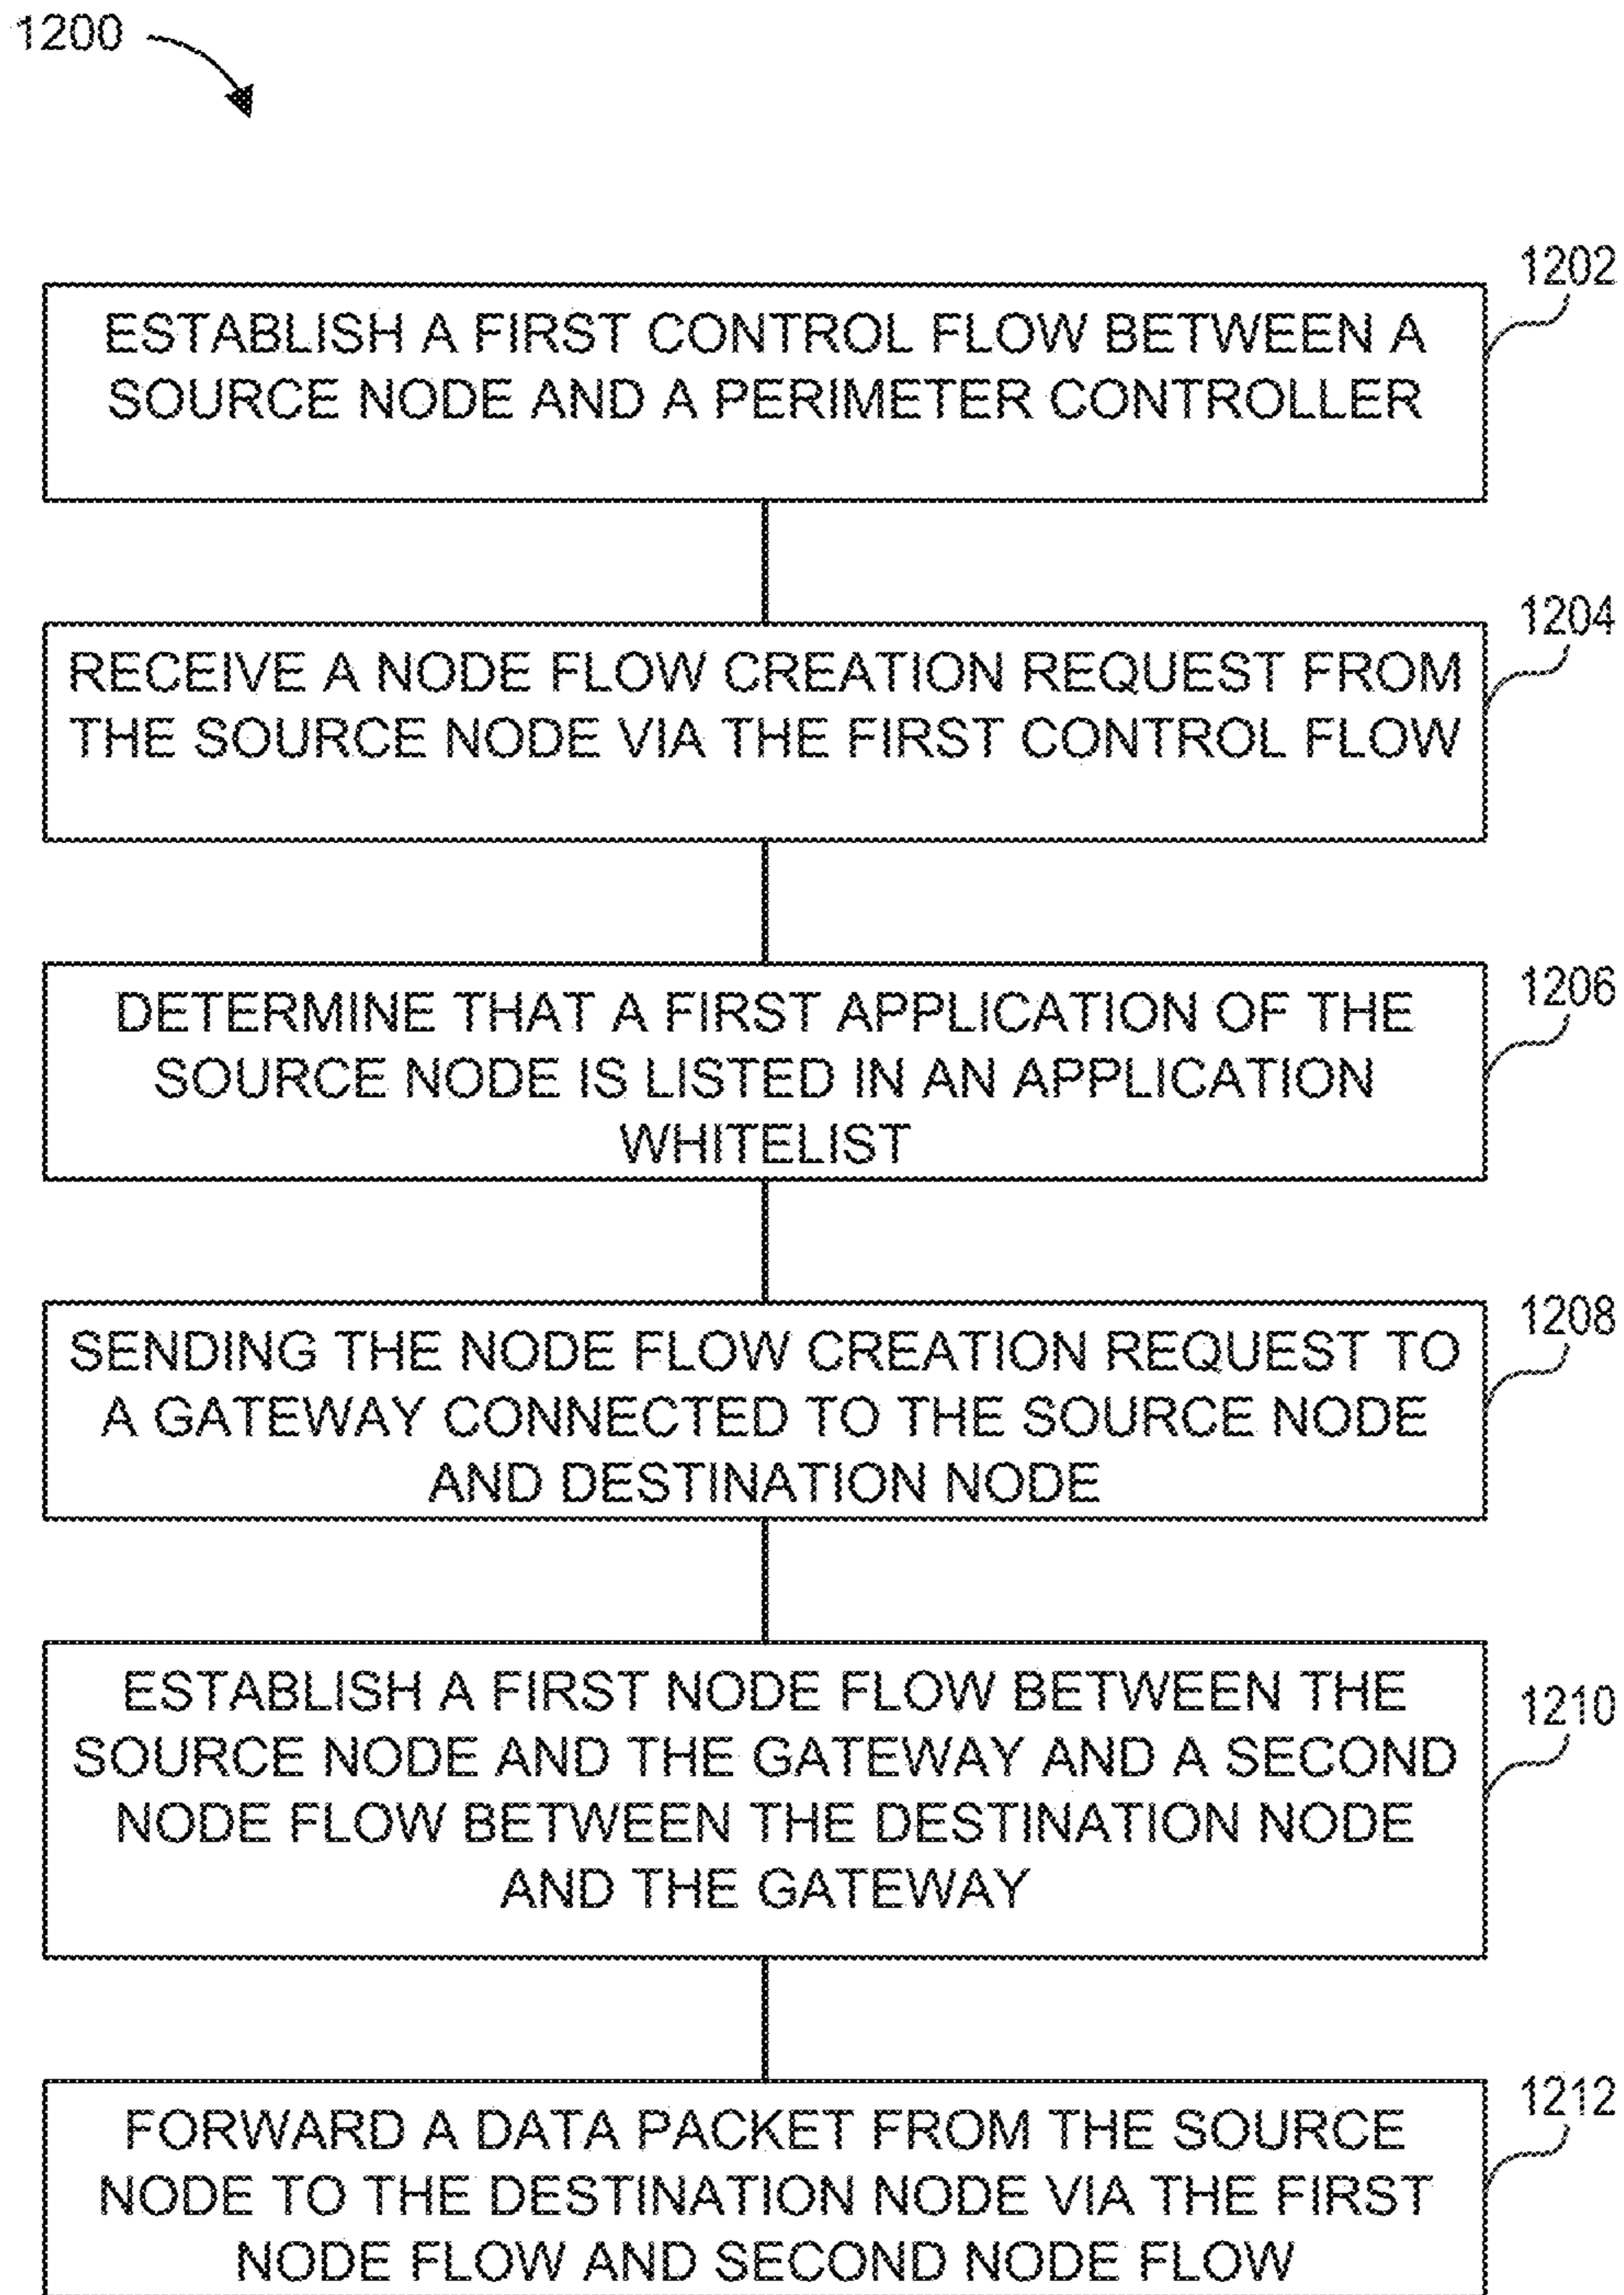 1200
1202
ESTABLISH A FIRST CONTROL FLOW BETWEEN A
SOURCE NODE AND A PERIMETER CONTROLLER
1204
RECEIVE A NODE FLOW CREATION REQUEST FROM
THE SOURCE NODE VIA THE FIRST CONTROL FLOW
1206
DETERMINE THAT A FIRST APPLICATION OF THE
SOURCE NODE IS LISTED IN AN APPLICATION
WHITELIST
1208
SENDING THE NODE FLOW CREATION REQUEST TO
A GATEWAY CONNECTED TO THE SOURCE NODE
AND DESTINATION NODE
1210
ESTABLISH A FIRST NODE FLOW BETWEEN THE
SOURCE NODE AND THE GATEWAY AND A SECOND
NODE FLOW BETWEEN THE DESTINATION NODE
AND THE GATEWAY
1212
FORWARD A DATA PACKET FROM THE SOURCE
NODE TO THE DESTINATION NODE VIA THE FIRST
NODE FLOW AND SECOND NODE FLOW